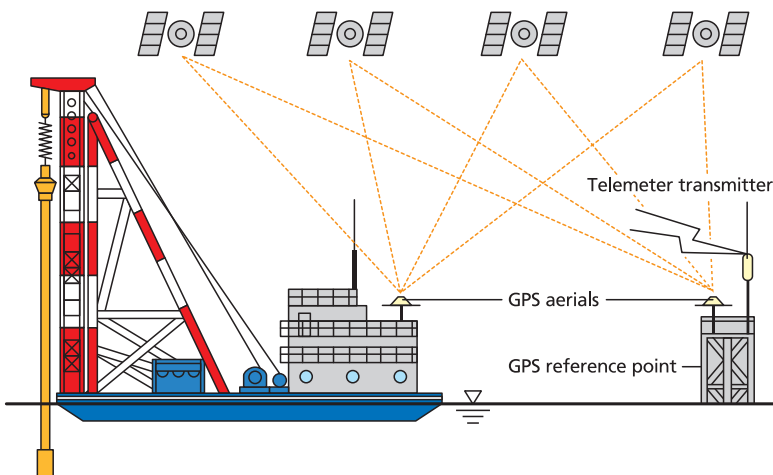 Telemeter transmitter
GPS aerials
GPS reference point